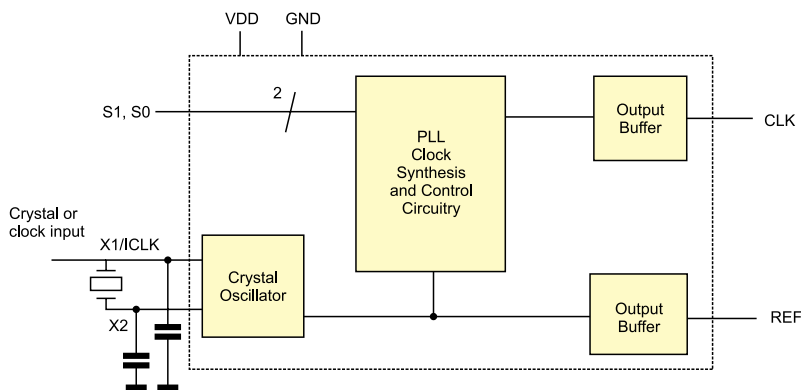 VDD GND
2
S1, S0
PLL
Clock
Synthesis
and Control
Circuitry
Output
Buffer
CLK
Crystal or
clock input
X1/ICLK
Crystal
Oscillator
X2
Output
Buffer
REF